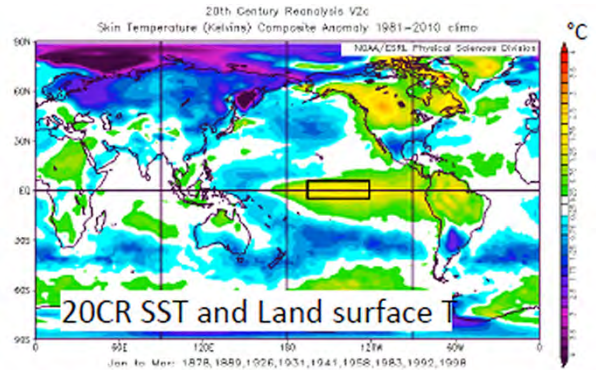 20th Century Reanalysis V2c
Skin Temperature (Kelvins) Composite Anomaly 1981-2010 climo
NOAA/ESRL Physical Sciences Division
°C
90N
60N
30N
EQ
30S
60S
90S
20CR SST and Land surface T
0 60E 120E 180 120W 60W 0
Jan to Mar: 1878,1889,1926,1931,1941,1958,1983,1992,1998